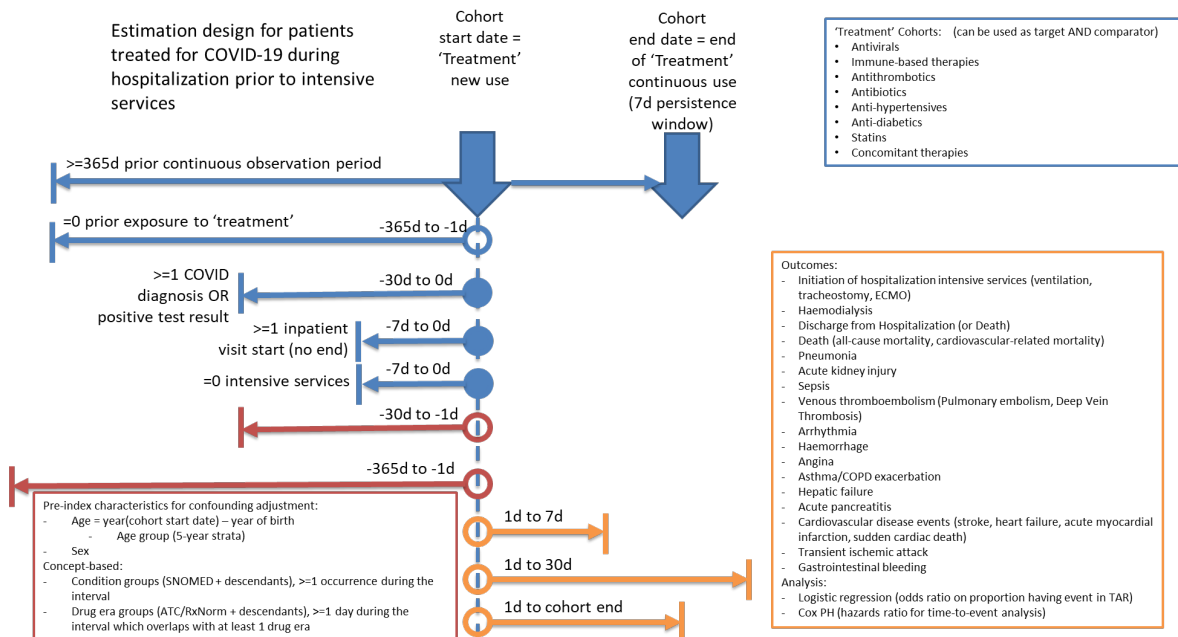 Estimation design for patients
treated for COVID-19 during
hospitalization prior to intensive
services
Cohort
start date =
‘Treatment’
new use
Cohort
end date = end
of ‘Treatment’
continuous use
(7d persistence
window)
‘Treatment’ Cohorts: (can be used as target AND comparator)
• Antivirals
• Immune-based therapies
• Antithrombotics
• Antibiotics
• Anti-hypertensives
• Anti-diabetics
• Statins
• Concomitant therapies
>=365d prior continuous observation period
=0 prior exposure to ‘treatment’
-365d to -1d
>=1 COVID
diagnosis OR
positive test result
-30d to 0d
>=1 inpatient
visit start (no end)
-7d to 0d
=0 intensive services
-7d to 0d
-30d to -1d
-365d to -1d
Pre-index characteristics for confounding adjustment:
- Age = year(cohort start date) – year of birth
- Age group (5-year strata)
- Sex
Concept-based:
- Condition groups (SNOMED + descendants), >=1 occurrence during the
interval
- Drug era groups (ATC/RxNorm + descendants), >=1 day during the
interval which overlaps with at least 1 drug era
1d to 7d
1d to 30d
1d to cohort end
Outcomes:
- Initiation of hospitalization intensive services (ventilation,
tracheostomy, ECMO)
- Haemodialysis
- Discharge from Hospitalization (or Death)
- Death (all-cause mortality, cardiovascular-related mortality)
- Pneumonia
- Acute kidney injury
- Sepsis
- Venous thromboembolism (Pulmonary embolism, Deep Vein
Thrombosis)
- Arrhythmia
- Haemorrhage
- Angina
- Asthma/COPD exacerbation
- Hepatic failure
- Acute pancreatitis
- Cardiovascular disease events (stroke, heart failure, acute myocardial
infarction, sudden cardiac death)
- Transient ischemic attack
- Gastrointestinal bleeding
Analysis:
- Logistic regression (odds ratio on proportion having event in TAR)
- Cox PH (hazards ratio for time-to-event analysis)